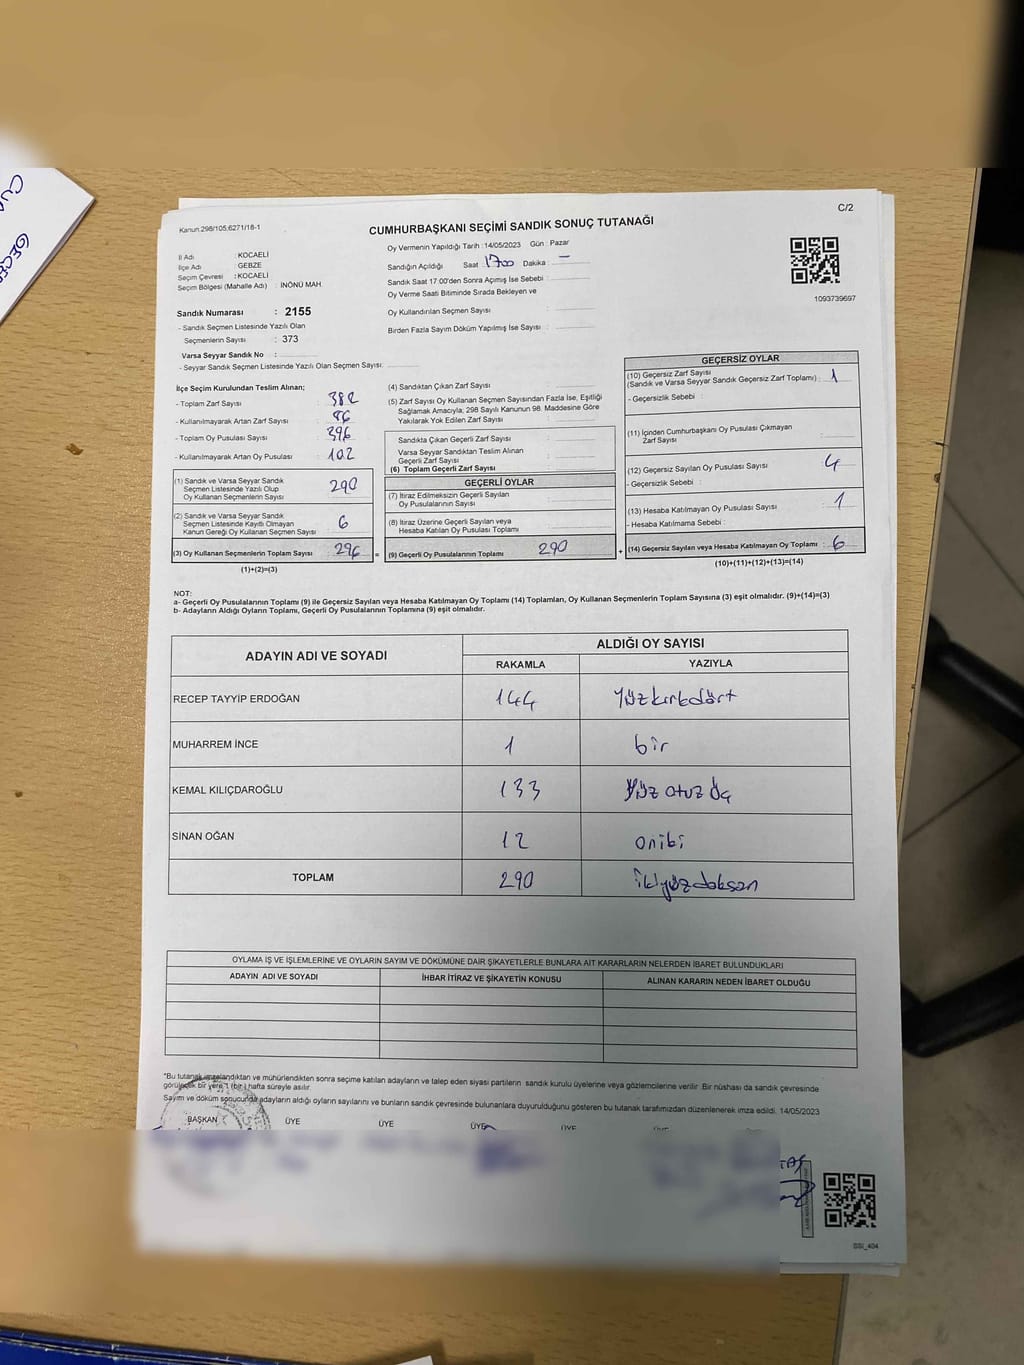 C/2
Kanun.298/105,6271/18-1
CUMHURBAŞKANI SEÇİMİ SANDIK SONUÇ TUTANAĞI
İl Adı : KOCAELİ
İlçe Adı : GEBZE
Seçim Çevresi : KOCAELİ
Seçim Bölgesi (Mahalle Adı) : İNÖNÜ MAH.
Oy Vermenin Yapıldığı Tarih :14/05/2023 Gün : Pazar
Sandığın Açıldığı Saat 1700 Dakika : –
Sandık Saat 17.00'den Sonra Açımış İse Sebebi :
Oy Verme Saati Bitiminde Sırada Bekleyen ve
Oy Kullandırılan Seçmen Sayısı :
Birden Fazla Sayım Döküm Yapılmış İse Sayısı :
1093739697
Sandık Numarası : 2155
- Sandık Seçmen Listesinde Yazılı Olan
Seçmenlerin Sayısı : 373
Varsa Seyyar Sandık No :
- Seyyar Sandık Seçmen Listesinde Yazılı Olan Seçmen Sayısı:
İlçe Seçim Kurulundan Teslim Alınan;
- Toplam Zarf Sayısı : 382
- Kullanılmayarak Artan Zarf Sayısı : 86
- Toplam Oy Pusulası Sayısı : 396
- Kullanılmayarak Artan Oy Pusulası : 102
(1) Sandık ve Varsa Seyyar Sandık
Seçmen Listesinde Yazılı Olup
Oy Kullanan Seçmenlerin Sayısı 290
(2) Sandık ve Varsa Seyyar Sandık
Seçmen Listesinde Kayıtlı Olmayan
Kanun Gereği Oy Kullanan Seçmen Sayısı : 6
(3) Oy Kullanan Seçmenlerin Toplam Sayısı : 296 =
(1)+(2)=(3)
(4) Sandıktan Çıkan Zarf Sayısı :
(5) Zarf Sayısı Oy Kullanan Seçmen Sayısından Fazla İse, Eşitliği
Sağlamak Amacıyla; 298 Sayılı Kanunun 98. Maddesine Göre
Yakılarak Yok Edilen Zarf Sayısı :
Sandıkta Çıkan Geçerli Zarf Sayısı :
Varsa Seyyar Sandıktan Teslim Alınan
Geçerli Zarf Sayısı :
(6) Toplam Geçerli Zarf Sayısı :
GEÇERLİ OYLAR
(7) İtiraz Edilmeksizin Geçerli Sayılan
Oy Pusulalarının Sayısı :
(8) İtiraz Üzerine Geçerli Sayılan veya
Hesaba Katılan Oy Pusulası Toplamı :
(9) Geçerli Oy Pusulalarının Toplamı : 290 +
GEÇERSİZ OYLAR
(10) Geçersiz Zarf Sayısı
(Sandık ve Varsa Seyyar Sandık Geçersiz Zarf Toplamı) : 1
- Geçersizlik Sebebi :
(11) İçinden Cumhurbaşkanı Oy Pusulası Çıkmayan
Zarf Sayısı :
(12) Geçersiz Sayılan Oy Pusulası Sayısı : 4
- Geçersizlik Sebebi :
(13) Hesaba Katılmayan Oy Pusulası Sayısı : 1
- Hesaba Katılmama Sebebi :
(14) Geçersiz Sayılan veya Hesaba Katılmayan Oy Toplamı : 6
(10)+(11)+(12)+(13)=(14)
NOT:
a- Geçerli Oy Pusulalarının Toplamı (9) ile Geçersiz Sayılan veya Hesaba Katılmayan Oy Toplamı (14) Toplamları, Oy Kullanan Seçmenlerin Toplam Sayısına (3) eşit olmalıdır. (9)+(14)=(3)
b- Adayların Aldığı Oyların Toplamı, Geçerli Oy Pusulalarının Toplamına (9) eşit olmalıdır.
ADAYIN ADI VE SOYADI
ALDIĞI OY SAYISI
RAKAMLA YAZIYLA
RECEP TAYYİP ERDOĞAN 144 Yüzkırkdört
MUHARREM İNCE 1 bir
KEMAL KILIÇDAROĞLU 133 Yüz otuz üç
SİNAN OĞAN 12 oniki
TOPLAM 290 ikiyüzdoksan
OYLAMA İŞ VE İŞLEMLERİNE VE OYLARIN SAYIM VE DÖKÜMÜNE DAİR ŞİKAYETLERLE BUNLARA AİT KARARLARIN NELERDEN İBARET BULUNDUKLARI
ADAYIN ADI VE SOYADI İHBAR İTİRAZ VE ŞİKAYETİN KONUSU ALINAN KARARIN NEDEN İBARET OLDUĞU
*Bu tutanak imzalandıktan ve mühürlendikten sonra seçime katılan adayların ve talep eden siyasi partilerin sandık kurulu üyelerine veya gözlemcilerine verilir. Bir nüshası da sandık çevresinde
görülecek bir yere 1 (bir) hafta süreyle asılır.
Sayım ve döküm sonucunda adayların aldığı oyların sayılarını ve bunların sandık çevresinde bulunanlara duyurulduğunu gösteren bu tutanak tarafımızdan düzenlenerek imza edildi. 14/05/2023
BAŞKAN ÜYE ÜYE ÜYE ÜYE
SSI_404